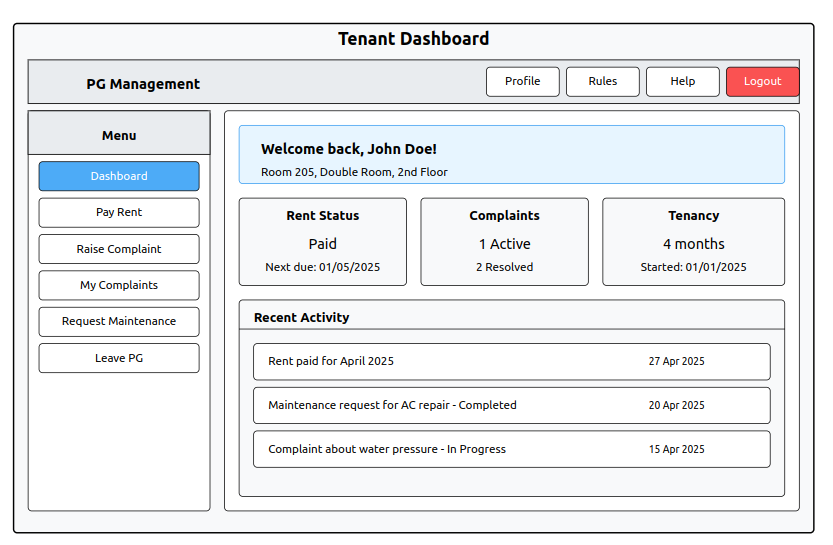 Tenant Dashboard
PG Management
Profile
Rules
Help
Logout
Menu
Dashboard
Pay Rent
Raise Complaint
My Complaints
Request Maintenance
Leave PG
Welcome back, John Doe!
Room 205, Double Room, 2nd Floor
Rent Status
Paid
Next due: 01/05/2025
Complaints
1 Active
2 Resolved
Tenancy
4 months
Started: 01/01/2025
Recent Activity
Rent paid for April 2025 27 Apr 2025
Maintenance request for AC repair - Completed 20 Apr 2025
Complaint about water pressure - In Progress 15 Apr 2025